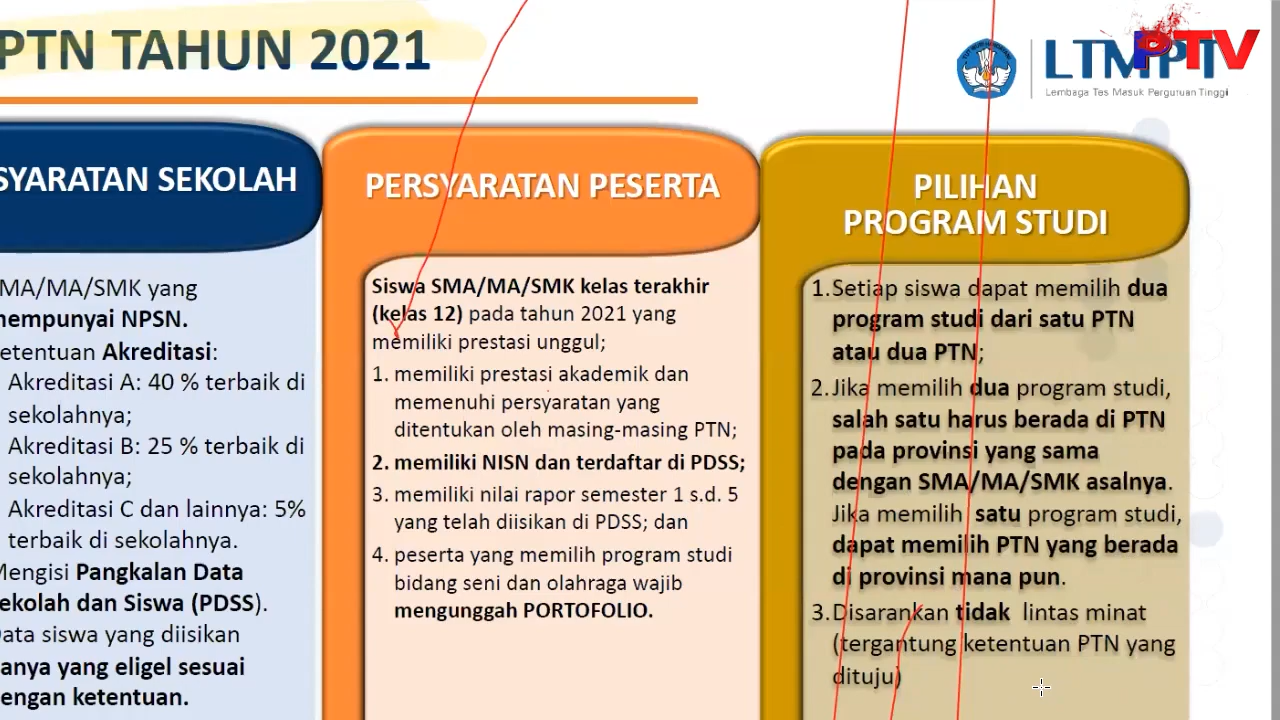 PTN TAHUN 2021
LTMPT
PTV
Lembaga Tes Masuk Perguruan Tinggi
SYARATAN SEKOLAH
MA/MA/SMK yang
mempunyai NPSN.
etentuan Akreditasi:
Akreditasi A: 40 % terbaik di
sekolahnya;
Akreditasi B: 25 % terbaik di
sekolahnya;
Akreditasi C dan lainnya: 5%
terbaik di sekolahnya.
Mengisi Pangkalan Data
ekolah dan Siswa (PDSS).
Data siswa yang diisikan
anya yang eligel sesuai
engan ketentuan.
PERSYARATAN PESERTA
Siswa SMA/MA/SMK kelas terakhir
(kelas 12) pada tahun 2021 yang
memiliki prestasi unggul;
1. memiliki prestasi akademik dan
memenuhi persyaratan yang
ditentukan oleh masing-masing PTN;
2. memiliki NISN dan terdaftar di PDSS;
3. memiliki nilai rapor semester 1 s.d. 5
yang telah diisikan di PDSS; dan
4. peserta yang memilih program studi
bidang seni dan olahraga wajib
mengunggah PORTOFOLIO.
PILIHAN
PROGRAM STUDI
1.Setiap siswa dapat memilih dua
program studi dari satu PTN
atau dua PTN;
2.Jika memilih dua program studi,
salah satu harus berada di PTN
pada provinsi yang sama
dengan SMA/MA/SMK asalnya.
Jika memilih satu program studi,
dapat memilih PTN yang berada
di provinsi mana pun.
3.Disarankan tidak lintas minat
(tergantung ketentuan PTN yang
dituju)